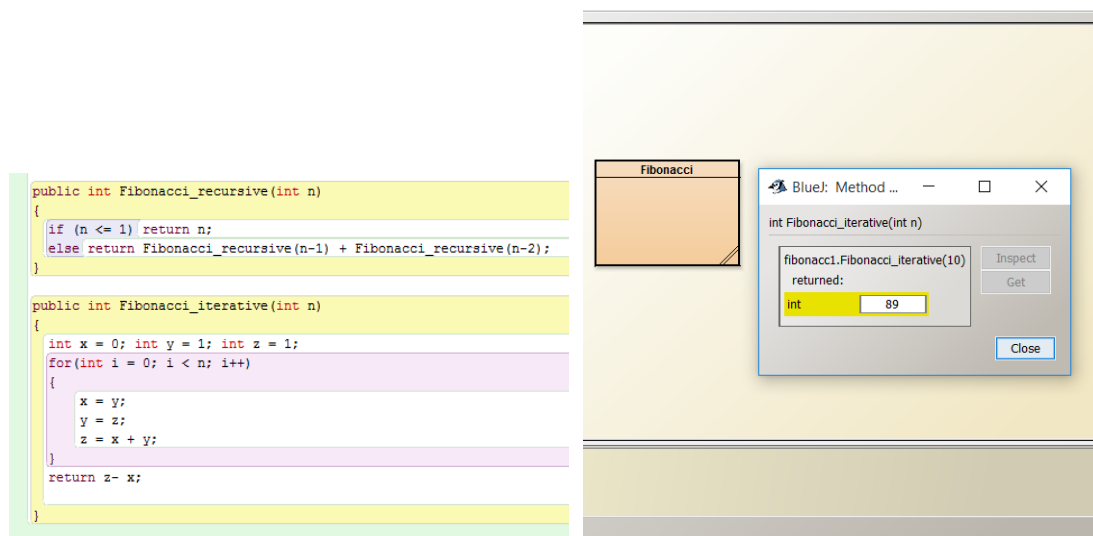 public int Fibonacci_recursive(int n)
{
if (n <= 1) return n;
else return Fibonacci_recursive(n-1) + Fibonacci_recursive(n-2);
}
public int Fibonacci_iterative(int n)
{
int x = 0; int y = 1; int z = 1;
for(int i = 0; i < n; i++)
{
x = y;
y = z;
z = x + y;
}
return z- x;
}
Fibonacci
BlueJ: Method ...
int Fibonacci_iterative(int n)
fibonacc1.Fibonacci_iterative(10)
returned:
int 89
Inspect
Get
Close